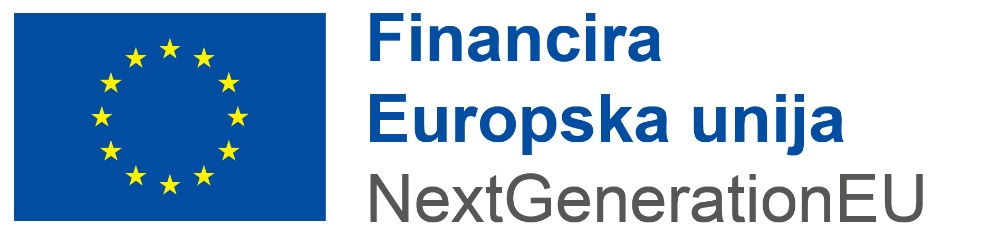 Financira
Europska unija
NextGenerationEU